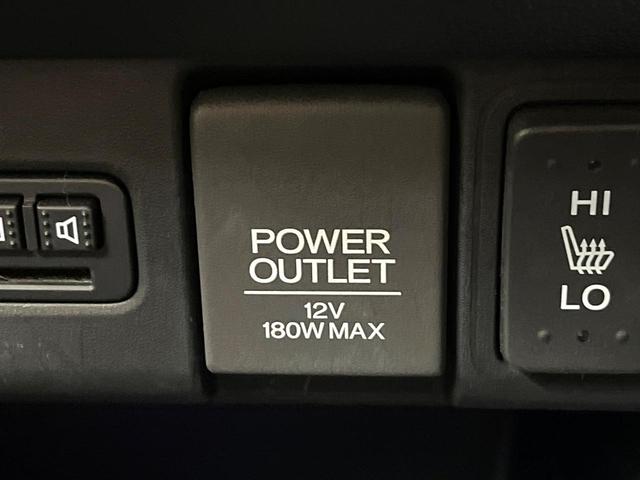 POWER
OUTLET
12V
180W MAX
HI
LO